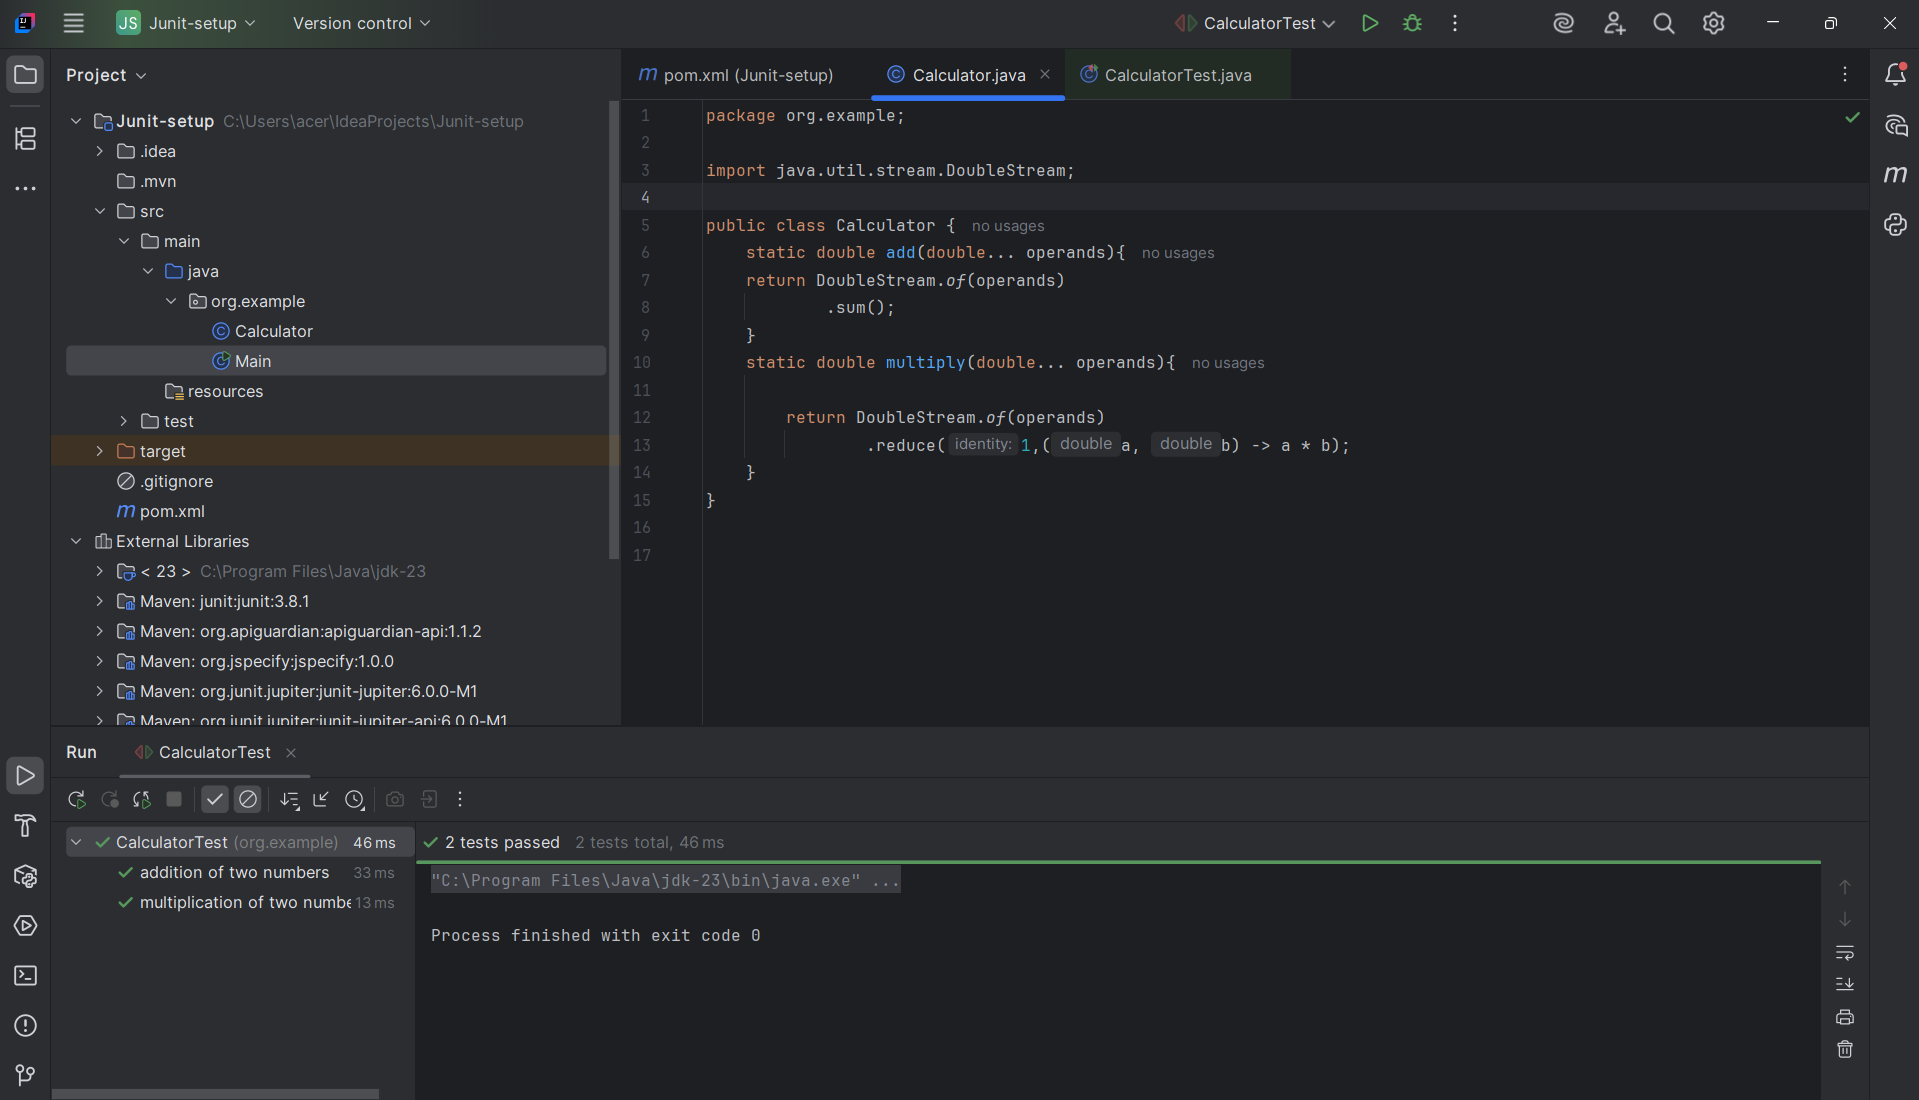 JS Junit-setup Version control CalculatorTest
Project
Junit-setup C:\Users\acer\IdeaProjects\Junit-setup
.idea
.mvn
src
main
java
org.example
Calculator
Main
resources
test
target
.gitignore
m pom.xml
External Libraries
< 23 > C:\Program Files\Java\jdk-23
Maven: junit:junit:3.8.1
Maven: org.apiguardian:apiguardian-api:1.1.2
Maven: org.jspecify:jspecify:1.0.0
Maven: org.junit.jupiter:junit-jupiter:6.0.0-M1
Maven: org.junit.jupiter:junit-jupiter-api:6.0.0-M1
m pom.xml (Junit-setup) Calculator.java CalculatorTest.java
1 package org.example;
2
3 import java.util.stream.DoubleStream;
4
5 public class Calculator { no usages
6 static double add(double... operands){ no usages
7 return DoubleStream.of(operands)
8 .sum();
9 }
10 static double multiply(double... operands){ no usages
11
12 return DoubleStream.of(operands)
13 .reduce( identity: 1,( double a, double b) -> a * b);
14 }
15 }
16
17
m
Run CalculatorTest
CalculatorTest (org.example) 46 ms
addition of two numbers 33 ms
multiplication of two numbe 13 ms
2 tests passed 2 tests total, 46 ms
"C:\Program Files\Java\jdk-23\bin\java.exe" ...
Process finished with exit code 0